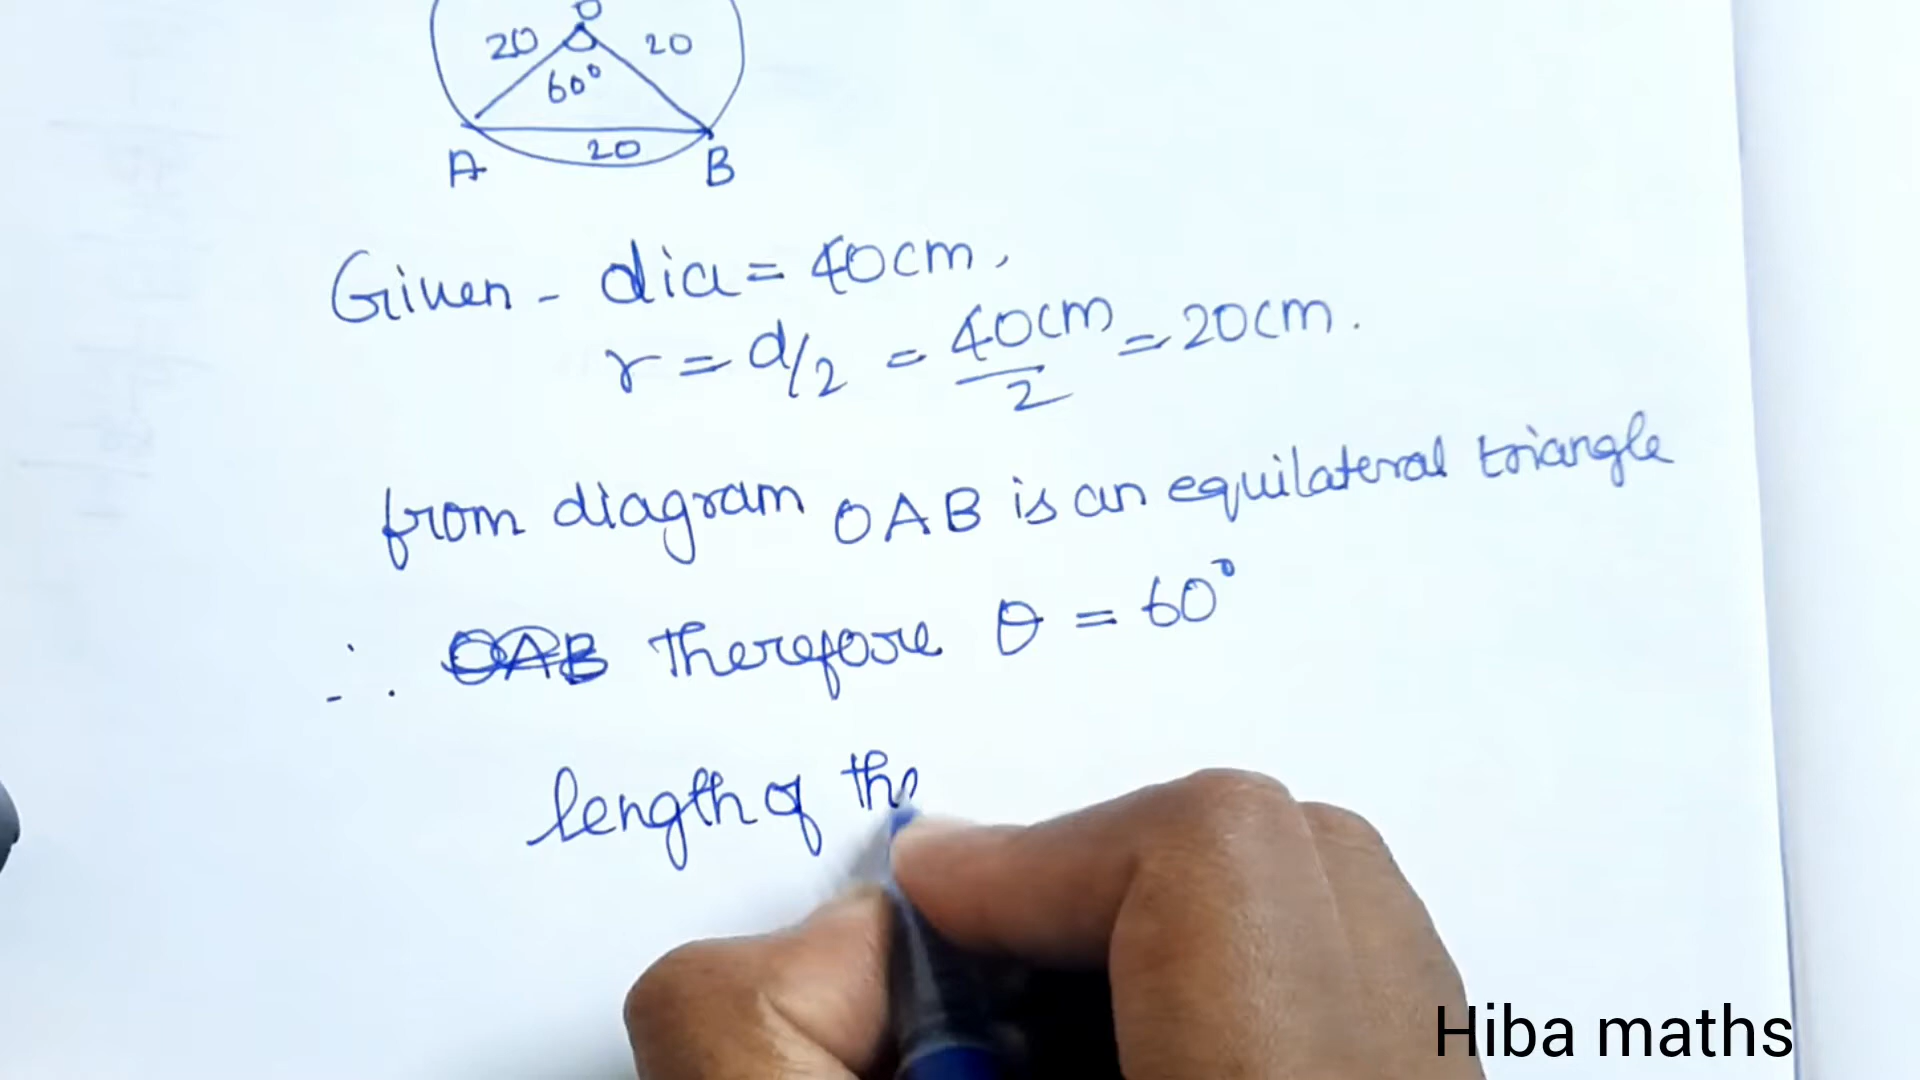 O
20 20
60°
20
A B
Given - dia = 40cm,
r = d/2 = 40cm/2 = 20cm.
from diagram OAB is an equilateral triangle
∴ OAB Therefore θ = 60°
length of the
Hiba maths